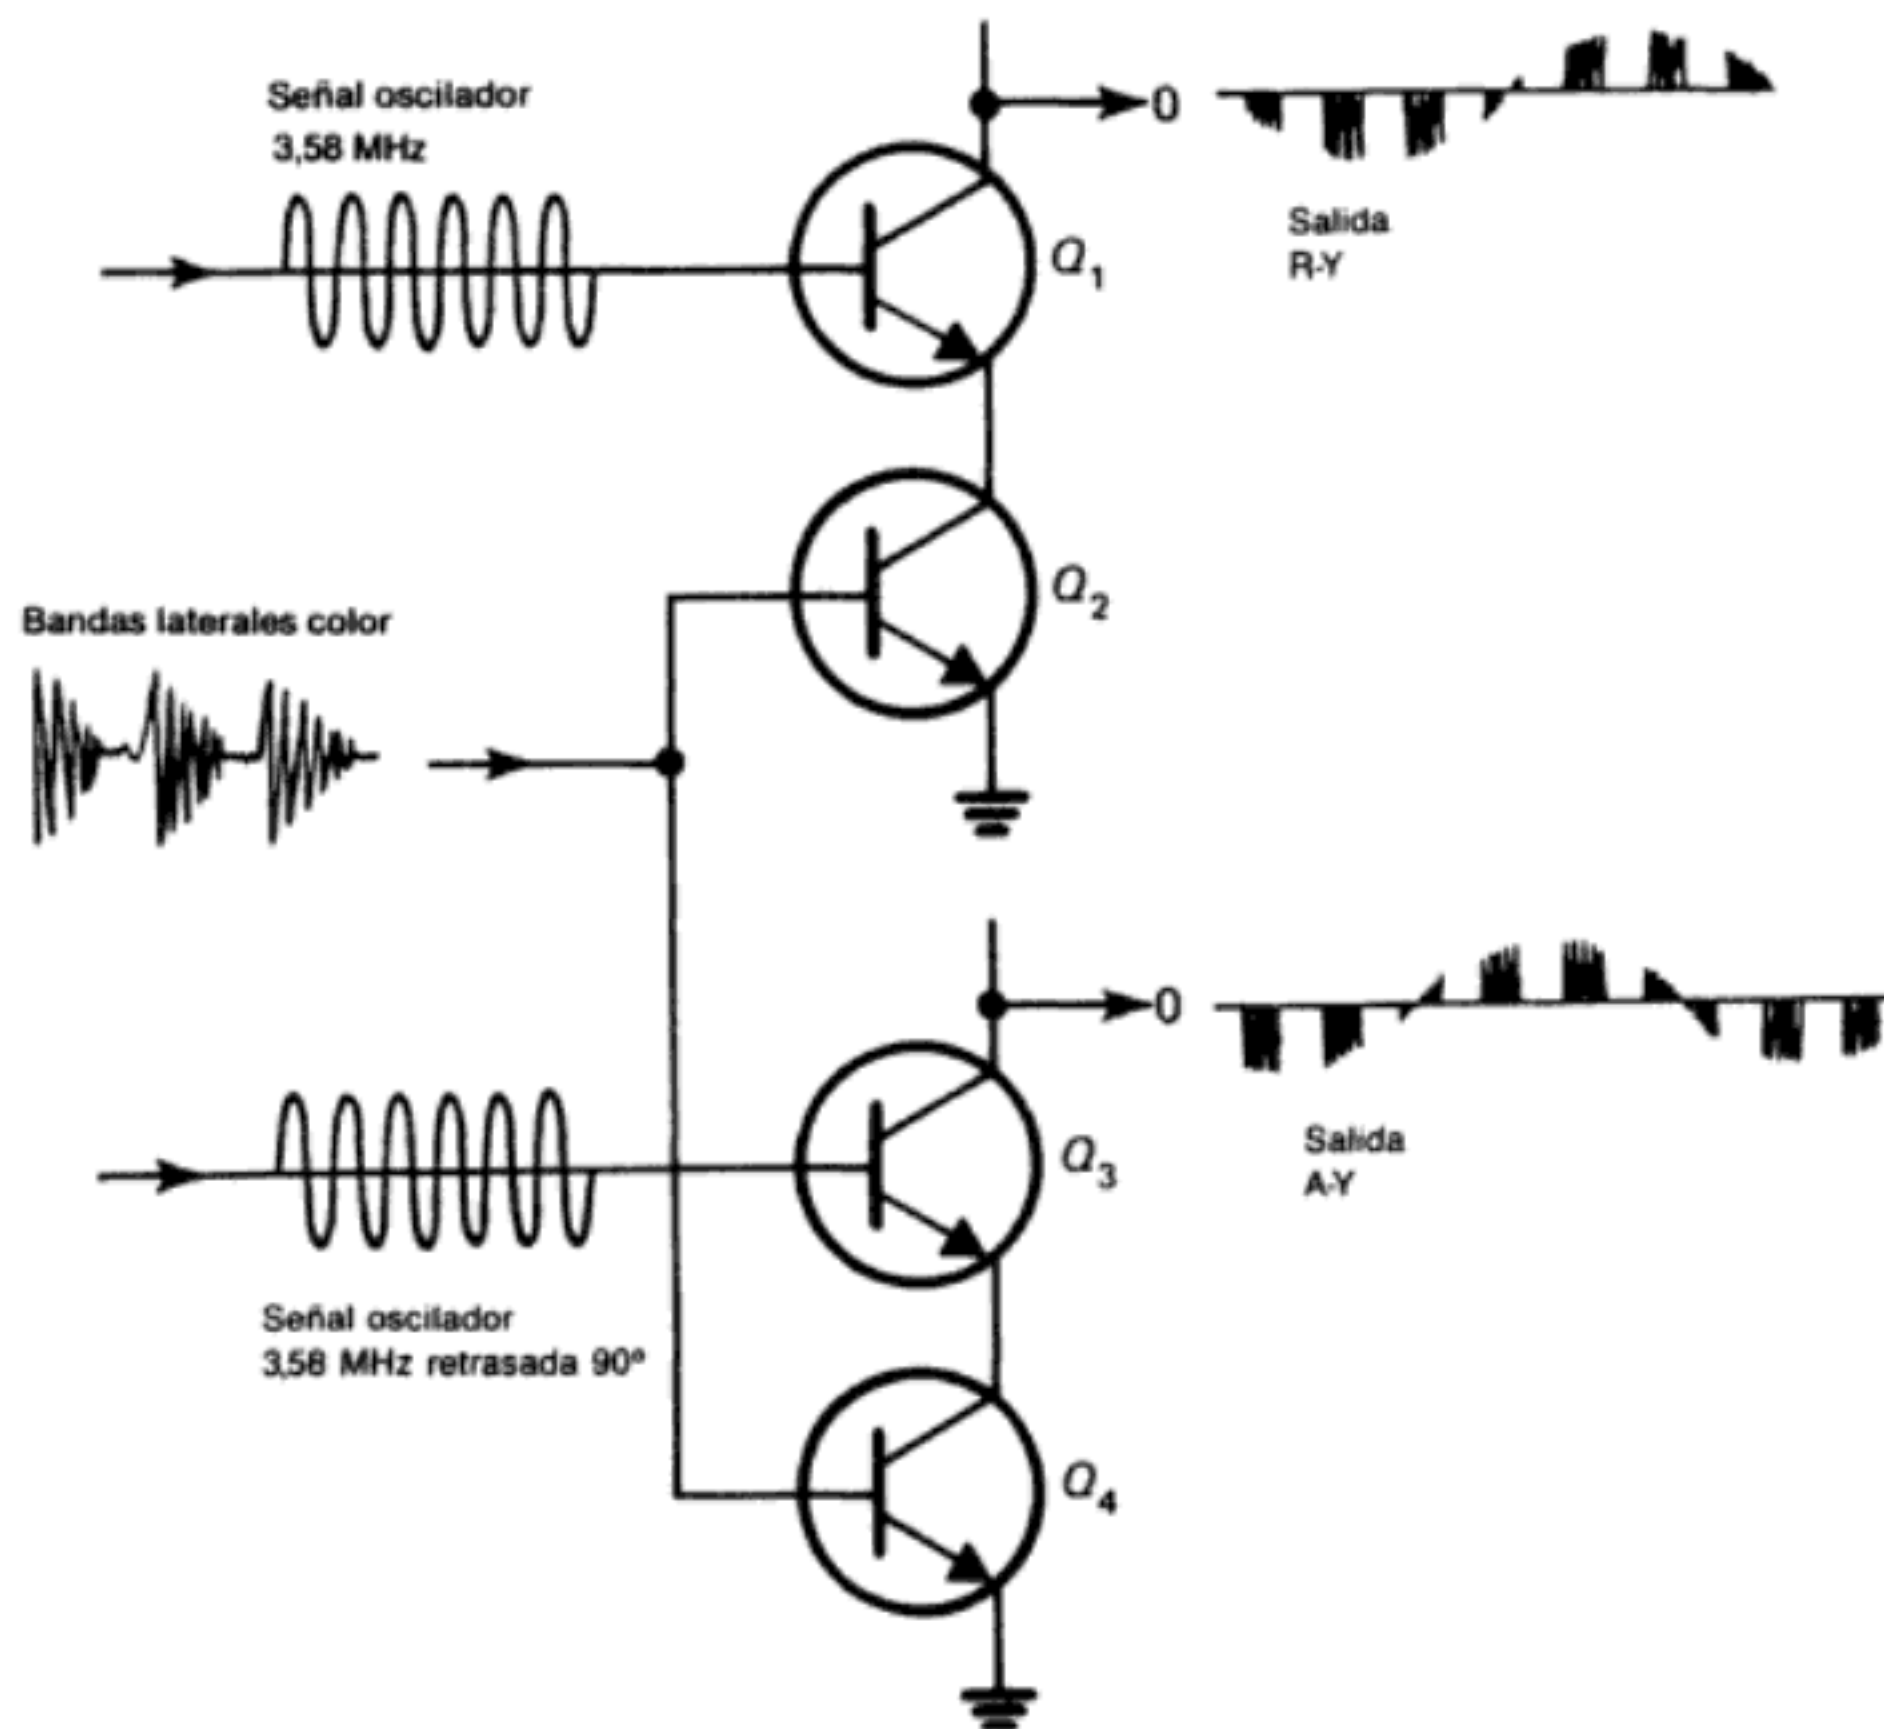 Señal oscilador
3,58 MHz
0
Salida
R-Y
Q1
Q2
Bandas laterales color
0
Salida
A-Y
Q3
Señal oscilador
3,58 MHz retrasada 90º
Q4